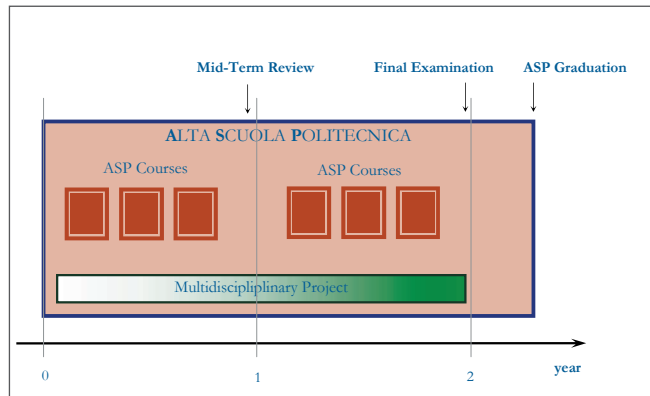 Mid-Term Review
Final Examination
ASP Graduation
ALTA SCUOLA POLITECNICA
ASP Courses
ASP Courses
Multidiscipliplinary Project
0
1
2
year